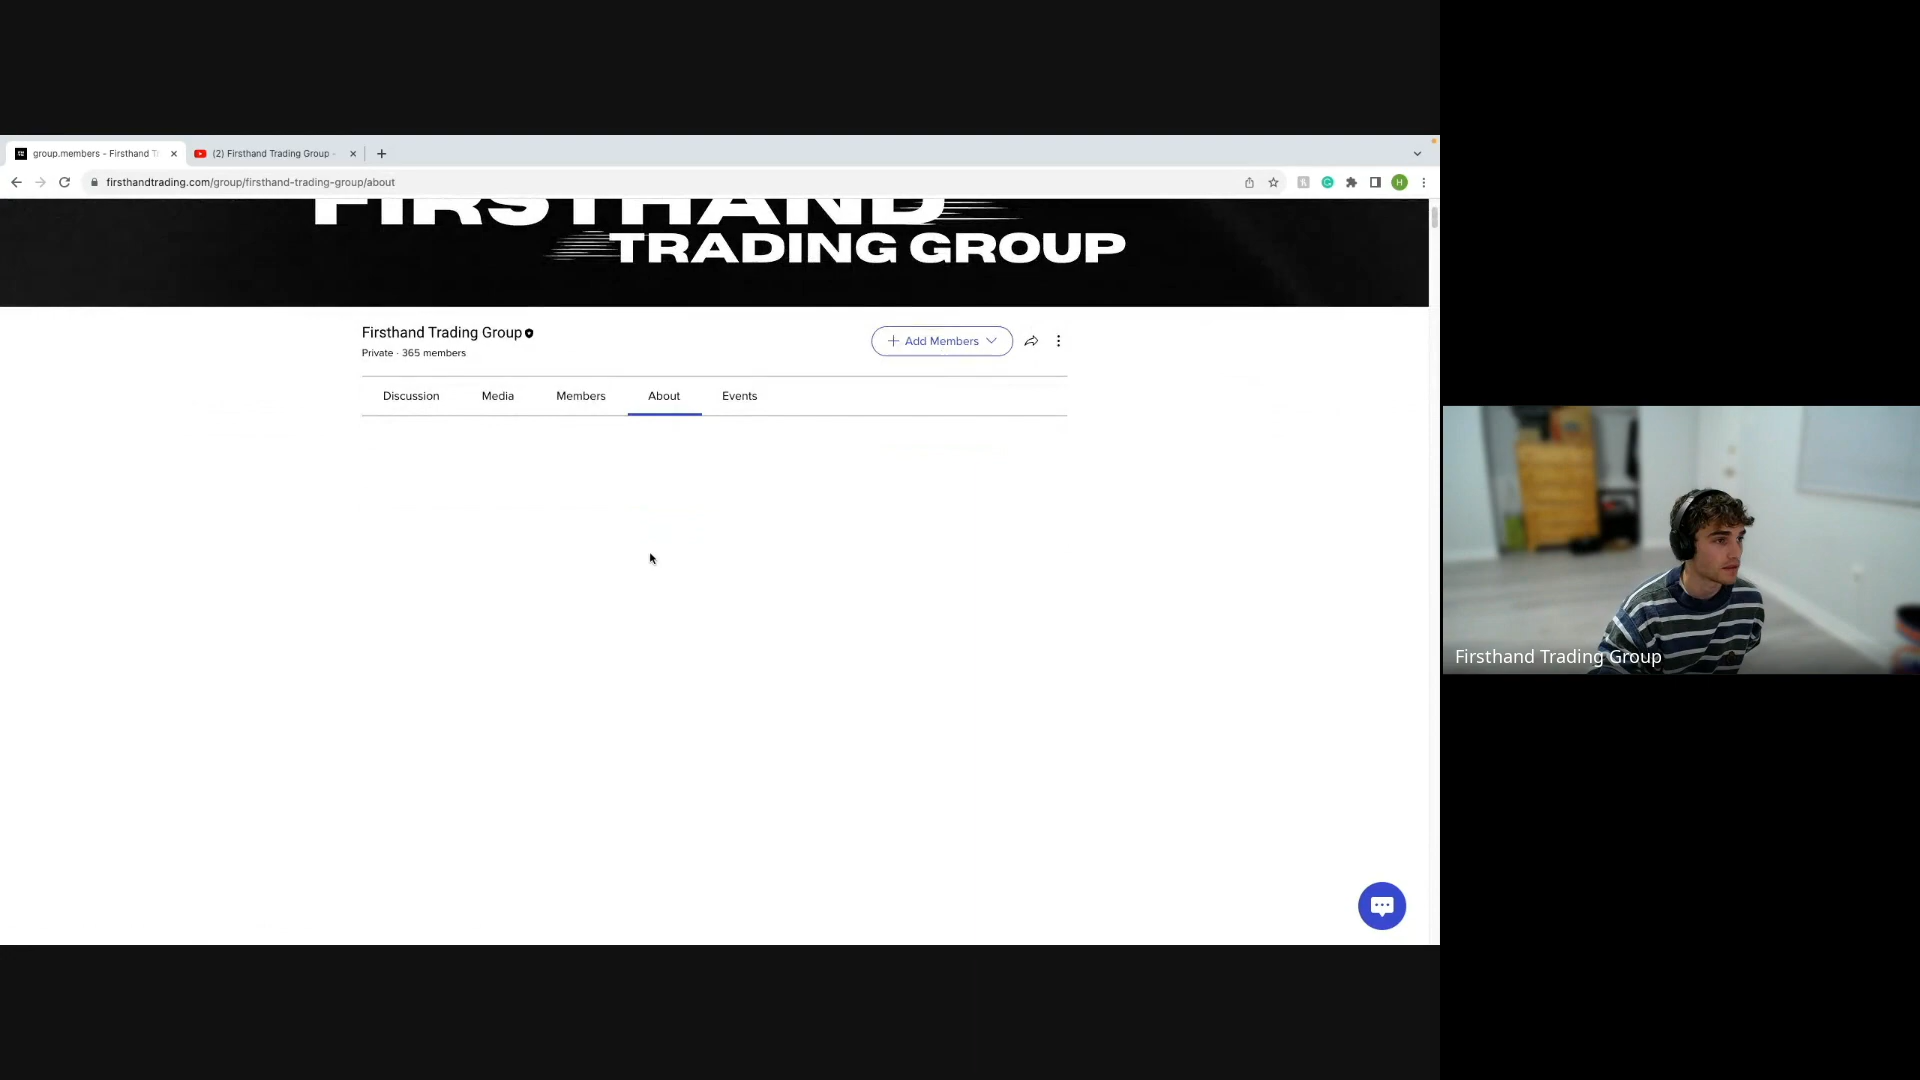 group.members - Firsthand T
(2) Firsthand Trading Group -
firsthandtrading.com/group/firsthand-trading-group/about
H
FIRSTHAND
TRADING GROUP
Firsthand Trading Group
Private · 365 members
Add Members
Discussion
Media
Members
About
Events
Firsthand Trading Group